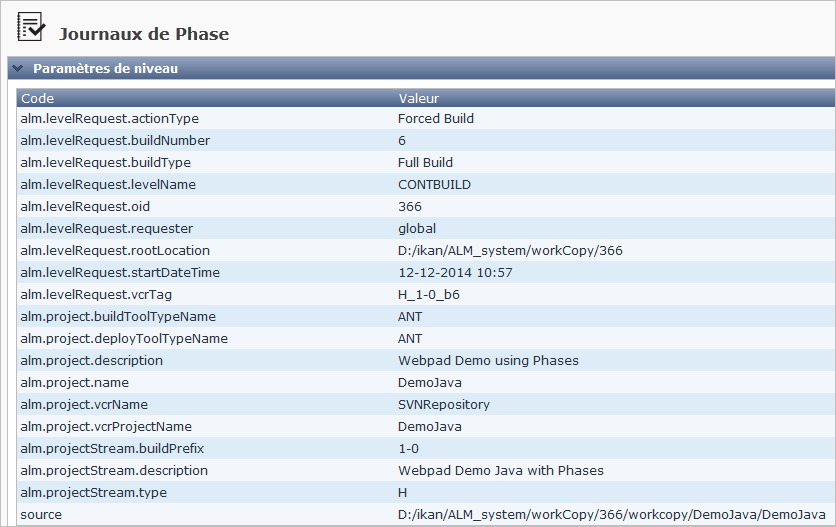 Journaux de Phase
Paramètres de niveau
Code Valeur
alm.levelRequest.actionType Forced Build
alm.levelRequest.buildNumber 6
alm.levelRequest.buildType Full Build
alm.levelRequest.levelName CONTBUILD
alm.levelRequest.oid 366
alm.levelRequest.requester global
alm.levelRequest.rootLocation D:/ikan/ALM_system/workCopy/366
alm.levelRequest.startDateTime 12-12-2014 10:57
alm.levelRequest.vcrTag H_1-0_b6
alm.project.buildToolTypeName ANT
alm.project.deployToolTypeName ANT
alm.project.description Webpad Demo using Phases
alm.project.name DemoJava
alm.project.vcrName SVNRepository
alm.project.vcrProjectName DemoJava
alm.projectStream.buildPrefix 1-0
alm.projectStream.description Webpad Demo Java with Phases
alm.projectStream.type H
source D:/ikan/ALM_system/workCopy/366/workcopy/DemoJava/DemoJava